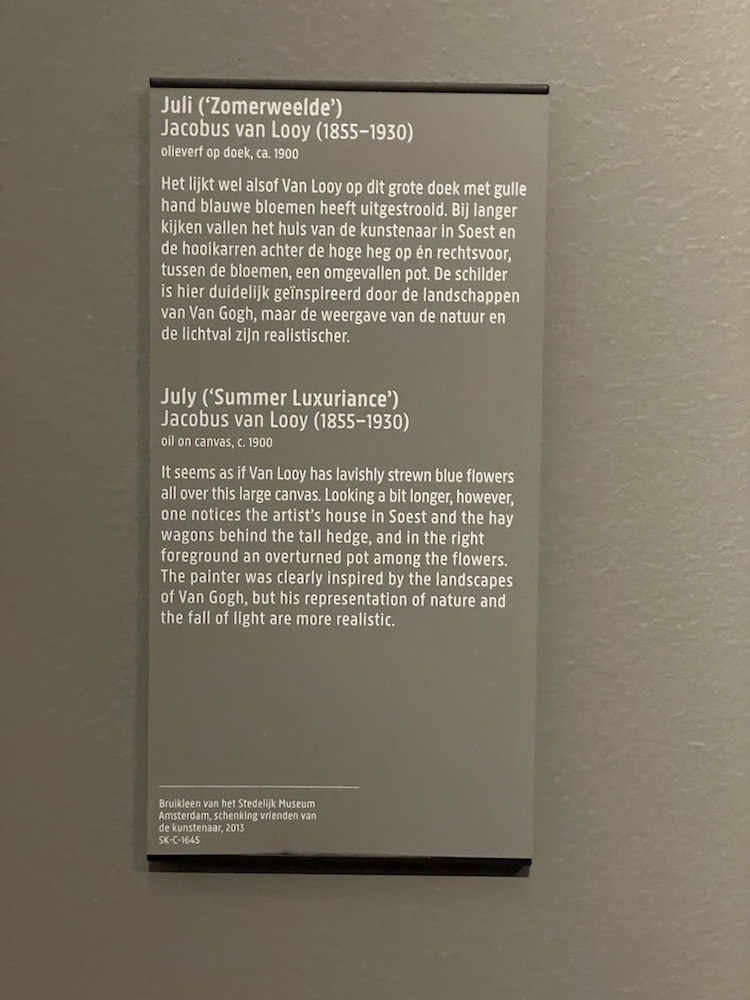 Juli (‘Zomerweelde’)
Jacobus van Looy (1855–1930)
olieverf op doek, ca. 1900
Het lijkt wel alsof Van Looy op dit grote doek met gulle
hand blauwe bloemen heeft uitgestrooid. Bij langer
kijken vallen het huis van de kunstenaar in Soest en
de hooikarren achter de hoge heg op én rechtsvoor,
tussen de bloemen, een omgevallen pot. De schilder
is hier duidelijk geïnspireerd door de landschappen
van Van Gogh, maar de weergave van de natuur en
de lichtval zijn realistischer.
July (‘Summer Luxuriance’)
Jacobus van Looy (1855–1930)
oil on canvas, c. 1900
It seems as if Van Looy has lavishly strewn blue flowers
all over this large canvas. Looking a bit longer, however,
one notices the artist’s house in Soest and the hay
wagons behind the tall hedge, and in the right
foreground an overturned pot among the flowers.
The painter was clearly inspired by the landscapes
of Van Gogh, but his representation of nature and
the fall of light are more realistic.
Bruikleen van het Stedelijk Museum
Amsterdam, schenking vrienden van
de kunstenaar, 2013
SK-C-1645